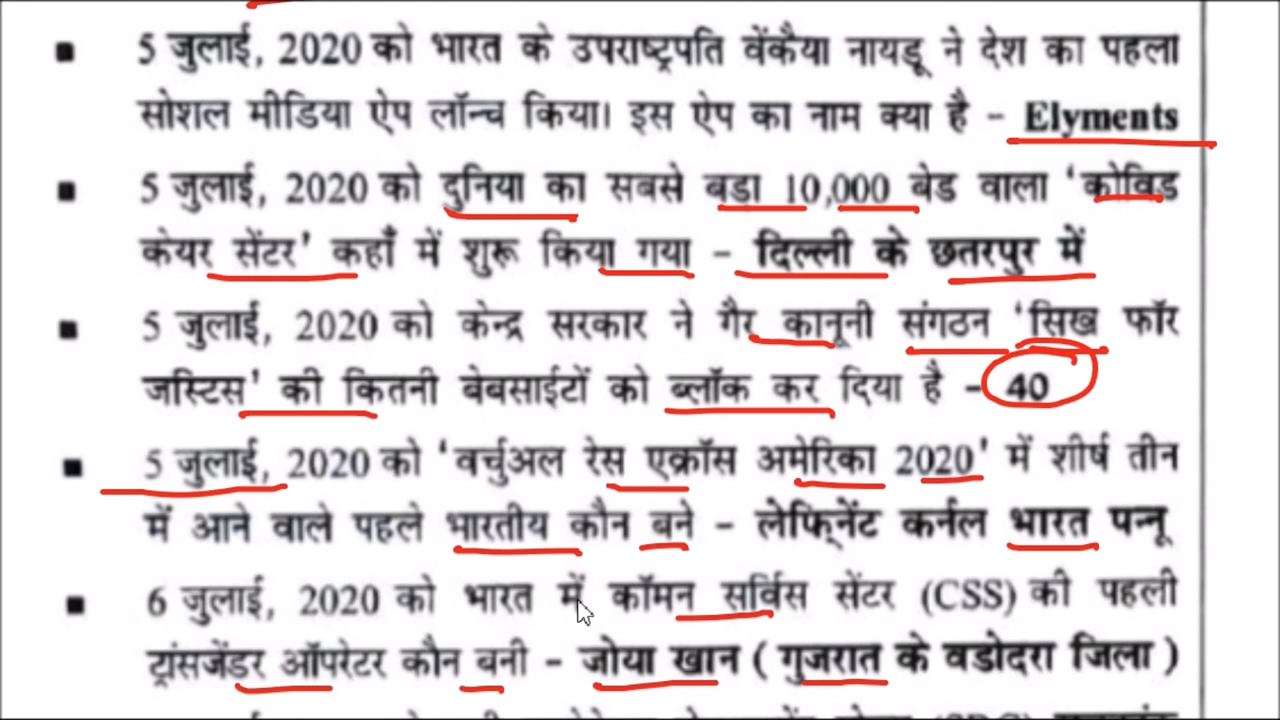 ▪ 5 जुलाई, 2020 को भारत के उपराष्ट्रपति वेंकैया नायडू ने देश का पहला
सोशल मीडिया ऐप लॉन्च किया। इस ऐप का नाम क्या है – Elyments
▪ 5 जुलाई, 2020 को दुनिया का सबसे बड़ा 10,000 बेड वाला ‘कोविड
केयर सेंटर’ कहाँ में शुरू किया गया – दिल्ली के छतरपुर में
▪ 5 जुलाई, 2020 को केन्द्र सरकार ने गैर कानूनी संगठन ‘सिख फॉर
जस्टिस’ की कितनी बेबसाईटों को ब्लॉक कर दिया है – 40
▪ 5 जुलाई, 2020 को ‘वर्चुअल रेस एक्रॉस अमेरिका 2020’ में शीर्ष तीन
में आने वाले पहले भारतीय कौन बने – लेफि्नेंट कर्नल भारत पन्नू
▪ 6 जुलाई, 2020 को भारत में कॉमन सर्विस सेंटर (CSS) की पहली
ट्रांसजेंडर ऑपरेटर कौन बनी – जोया खान ( गुजरात के वडोदरा जिला )